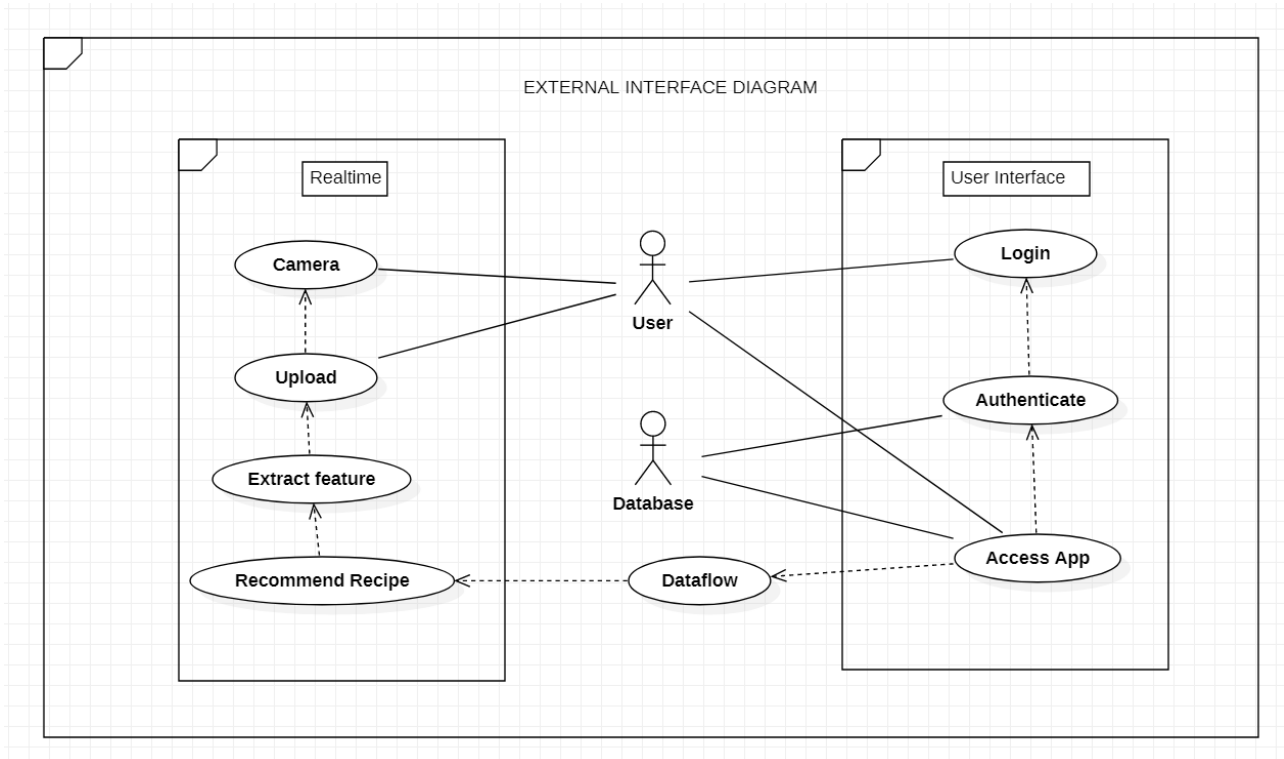 EXTERNAL INTERFACE DIAGRAM
Realtime
User Interface
Camera
Login
User
Upload
Authenticate
Extract feature
Database
Access App
Recommend Recipe
Dataflow